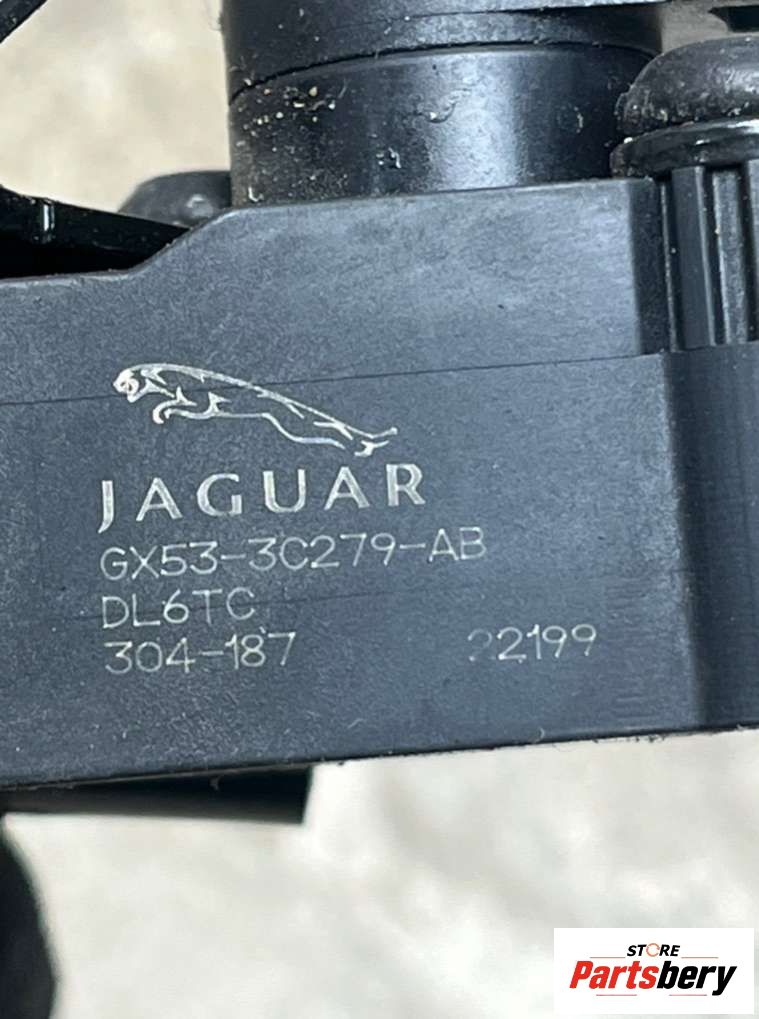 JAGUAR
GX53-3C279-AB
DL6TC
304-187 22199
STORE
Partsbery